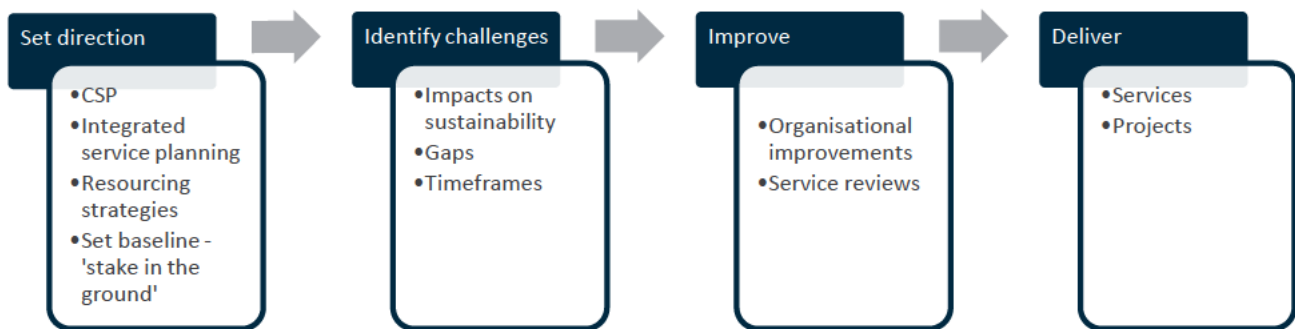 Set direction
•CSP
•Integrated
service planning
•Resourcing
strategies
•Set baseline -
'stake in the
ground'
Identify challenges
•Impacts on
sustainability
•Gaps
•Timeframes
Improve
•Organisational
improvements
•Service reviews
Deliver
•Services
•Projects